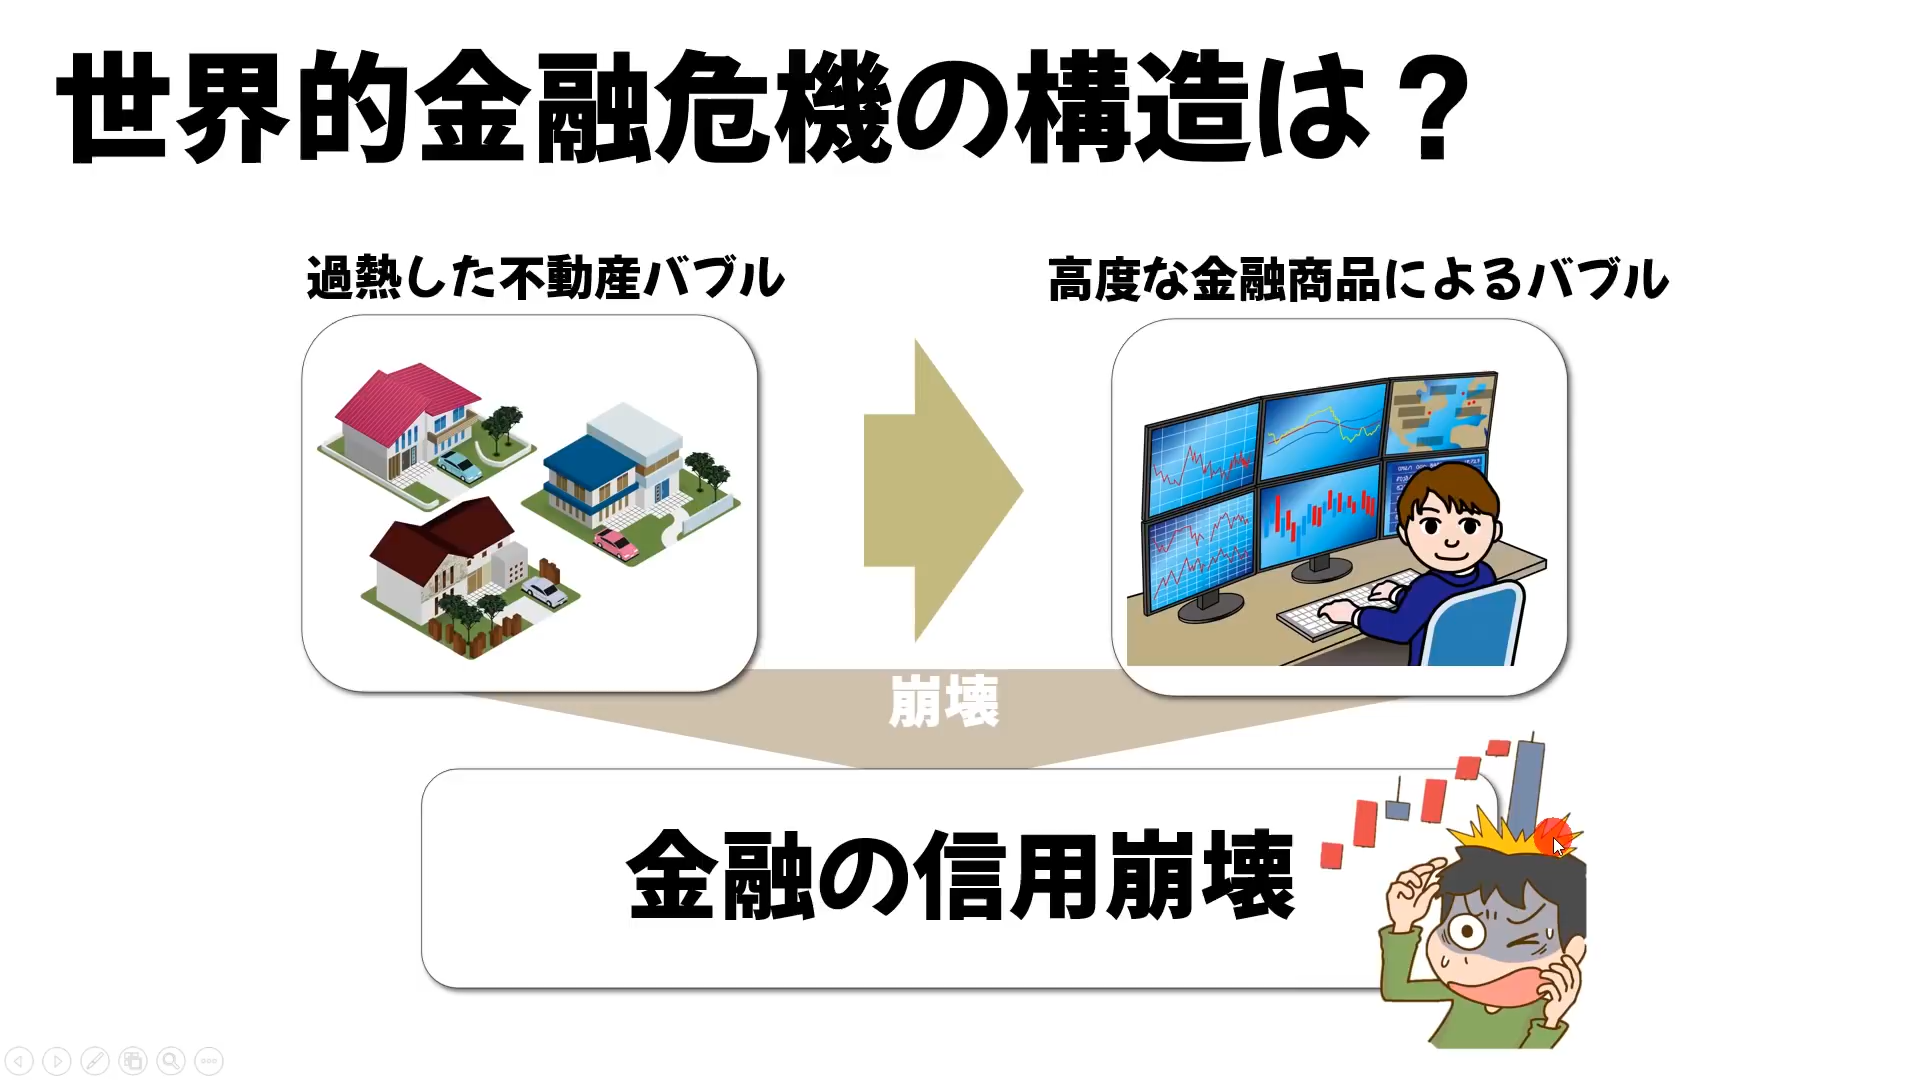 世界的金融危機の構造は？
過熱した不動産バブル
高度な金融商品によるバブル
崩壊
金融の信用崩壊